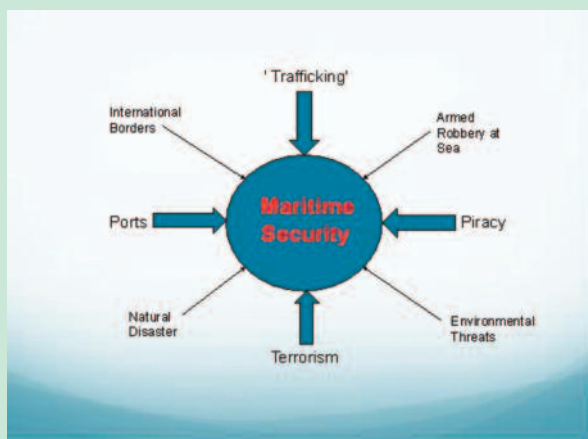 ' Trafficking'
International
Borders
Armed
Robbery at
Sea
Ports
Maritime
Security
Piracy
Natural
Disaster
Environmental
Threats
Terrorism